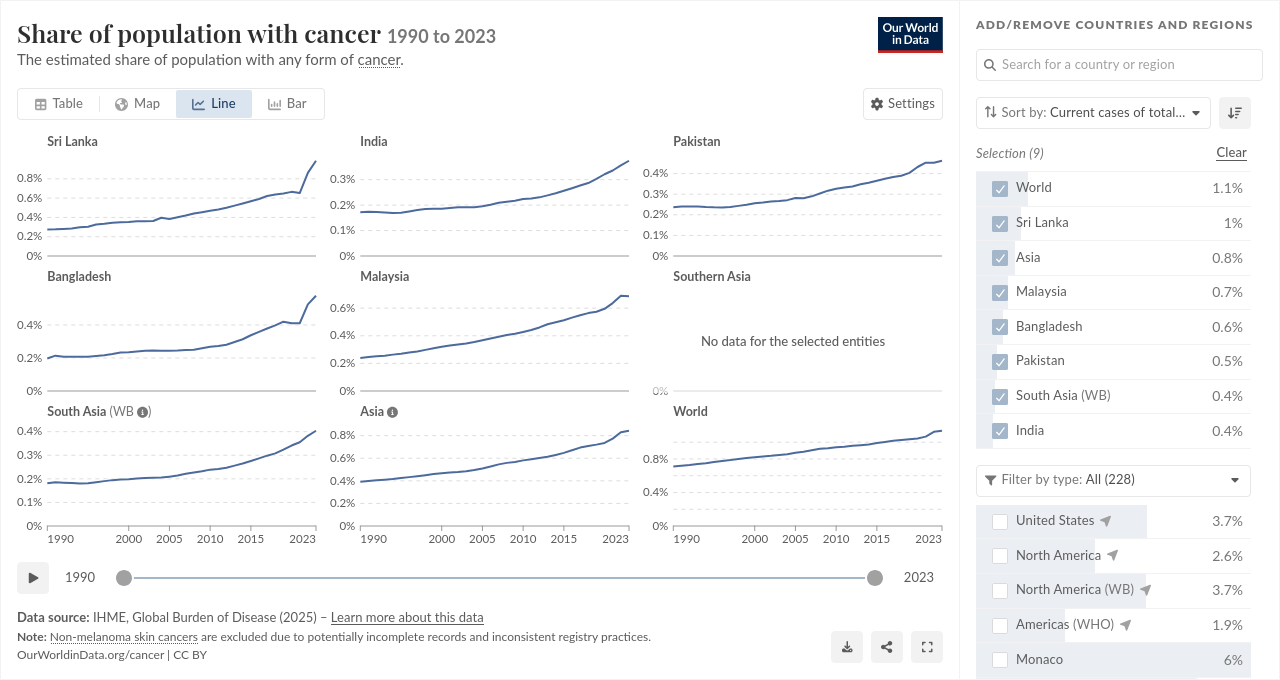 Share of population with cancer 1990 to 2023
The estimated share of population with any form of cancer.
Our World
in Data
Table
Map
Line
Bar
Settings
Sri Lanka
0.8%
0.6%
0.4%
0.2%
0%
India
0.3%
0.2%
0.1%
0%
Pakistan
0.4%
0.3%
0.2%
0.1%
0%
Bangladesh
0.4%
0.2%
0%
Malaysia
0.6%
0.4%
0.2%
0%
Southern Asia
No data for the selected entities
0%
South Asia (WB)
0.4%
0.3%
0.2%
0.1%
0%
1990 2000 2005 2010 2015 2023
Asia
0.8%
0.6%
0.4%
0.2%
0%
1990 2000 2005 2010 2015 2023
World
0.8%
0.4%
0%
1990 2000 2005 2010 2015 2023
1990
2023
Data source: IHME, Global Burden of Disease (2025) – Learn more about this data
Note: Non-melanoma skin cancers are excluded due to potentially incomplete records and inconsistent registry practices.
OurWorldinData.org/cancer | CC BY
ADD/REMOVE COUNTRIES AND REGIONS
Search for a country or region
Sort by: Current cases of total...
Selection (9)
Clear
World 1.1%
Sri Lanka 1%
Asia 0.8%
Malaysia 0.7%
Bangladesh 0.6%
Pakistan 0.5%
South Asia (WB) 0.4%
India 0.4%
Filter by type: All (228)
United States 3.7%
North America 2.6%
North America (WB) 3.7%
Americas (WHO) 1.9%
Monaco 6%